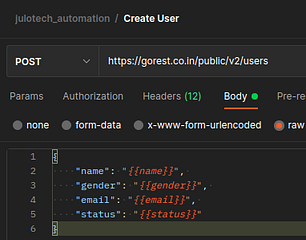 julotech_automation / Create User
POST https://gorest.co.in/public/v2/users
Params Authorization Headers (12) Body Pre-re
none form-data x-www-form-urlencoded raw
1 {
2 "name": "{{name}}",
3 "gender": "{{gender}}",
4 "email": "{{email}}",
5 "status": "{{status}}"
6 }